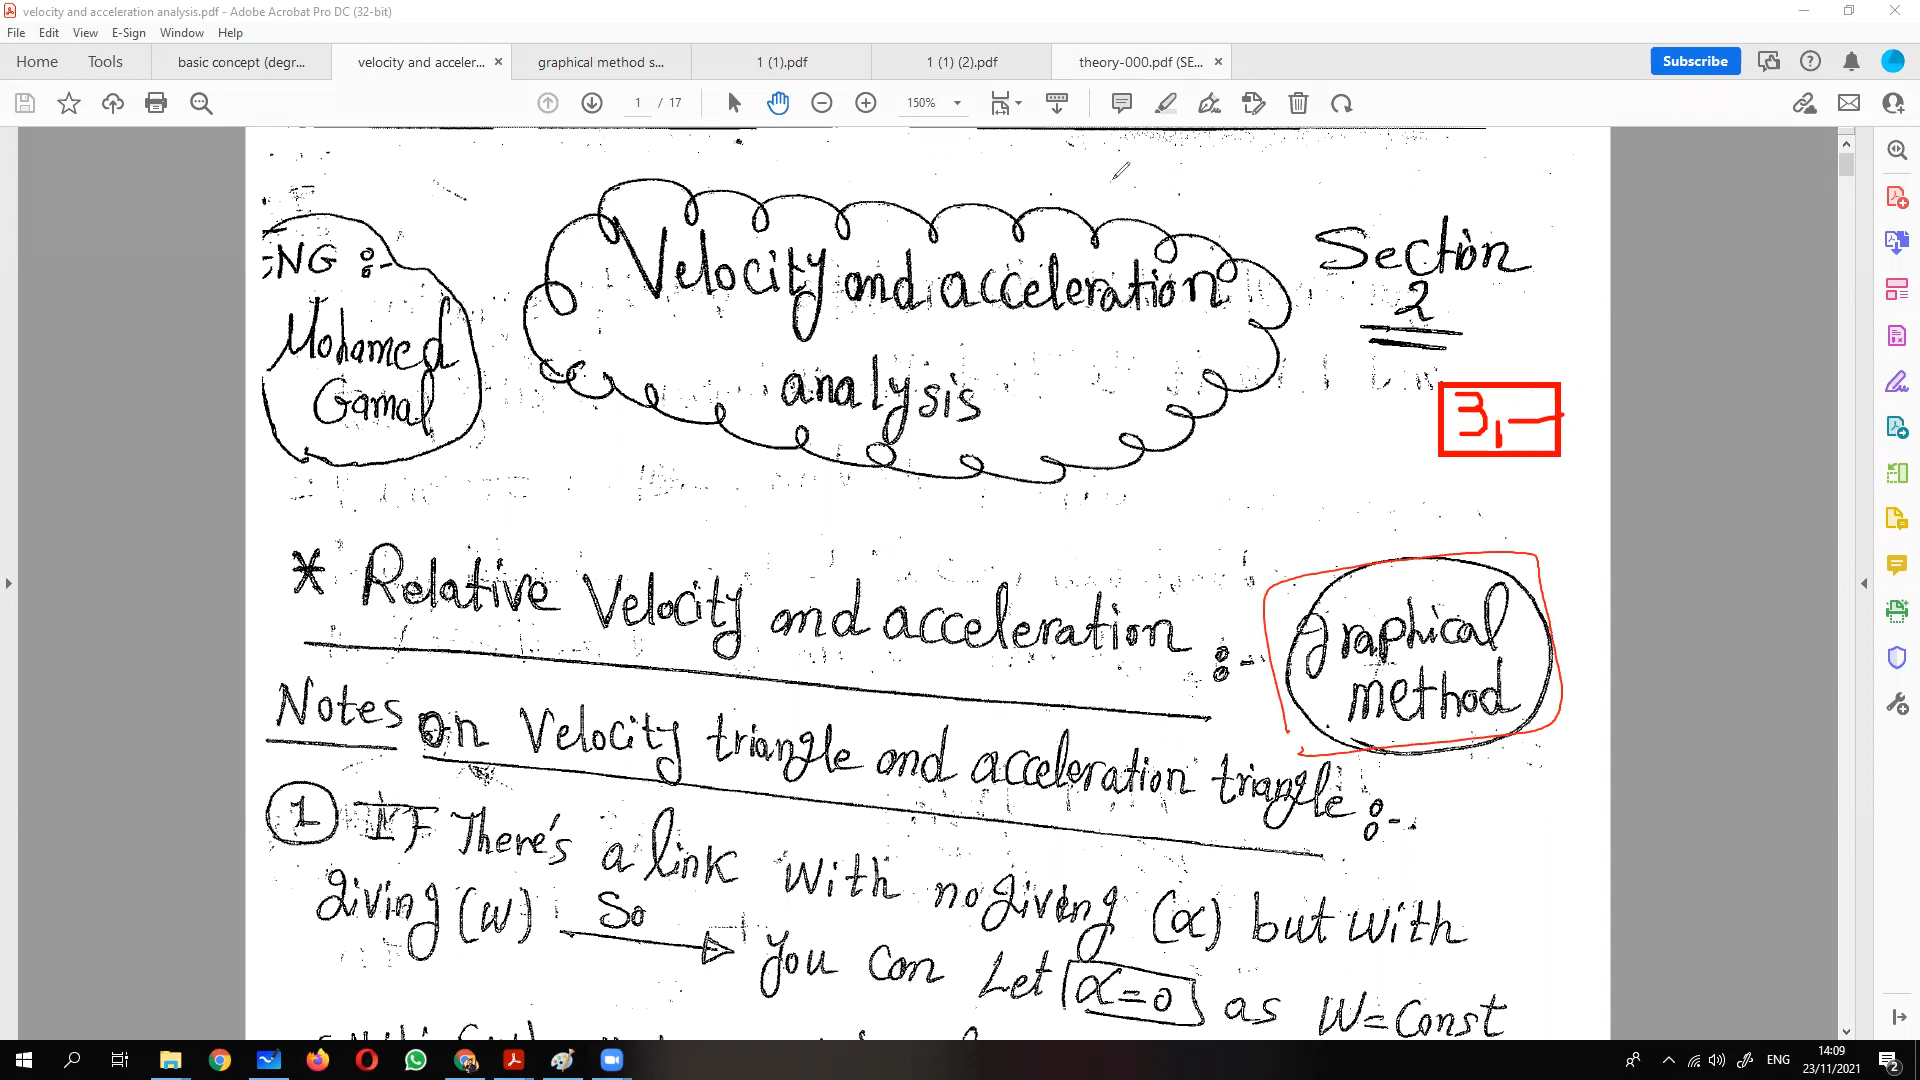 velocity and acceleration analysis.pdf - Adobe Acrobat Pro DC (32-bit)
File Edit View E-Sign Window Help
Home Tools basic concept (degr... velocity and acceler... × graphical method s... 1 (1).pdf 1 (1) (2).pdf theory-000.pdf (SE... × Subscribe
1 / 17 150%
ENG :-
Mohamed
Gamal
Velocity and acceleration
analysis
Section
2
3,
* Relative Velocity and acceleration :-
graphical
method
Notes on Velocity triangle and acceleration triangle :-
1 IF There's a link with no giving (α) but with
giving (w) So you can Let α=0 as W=Const
ENG
14:09
23/11/2021
2